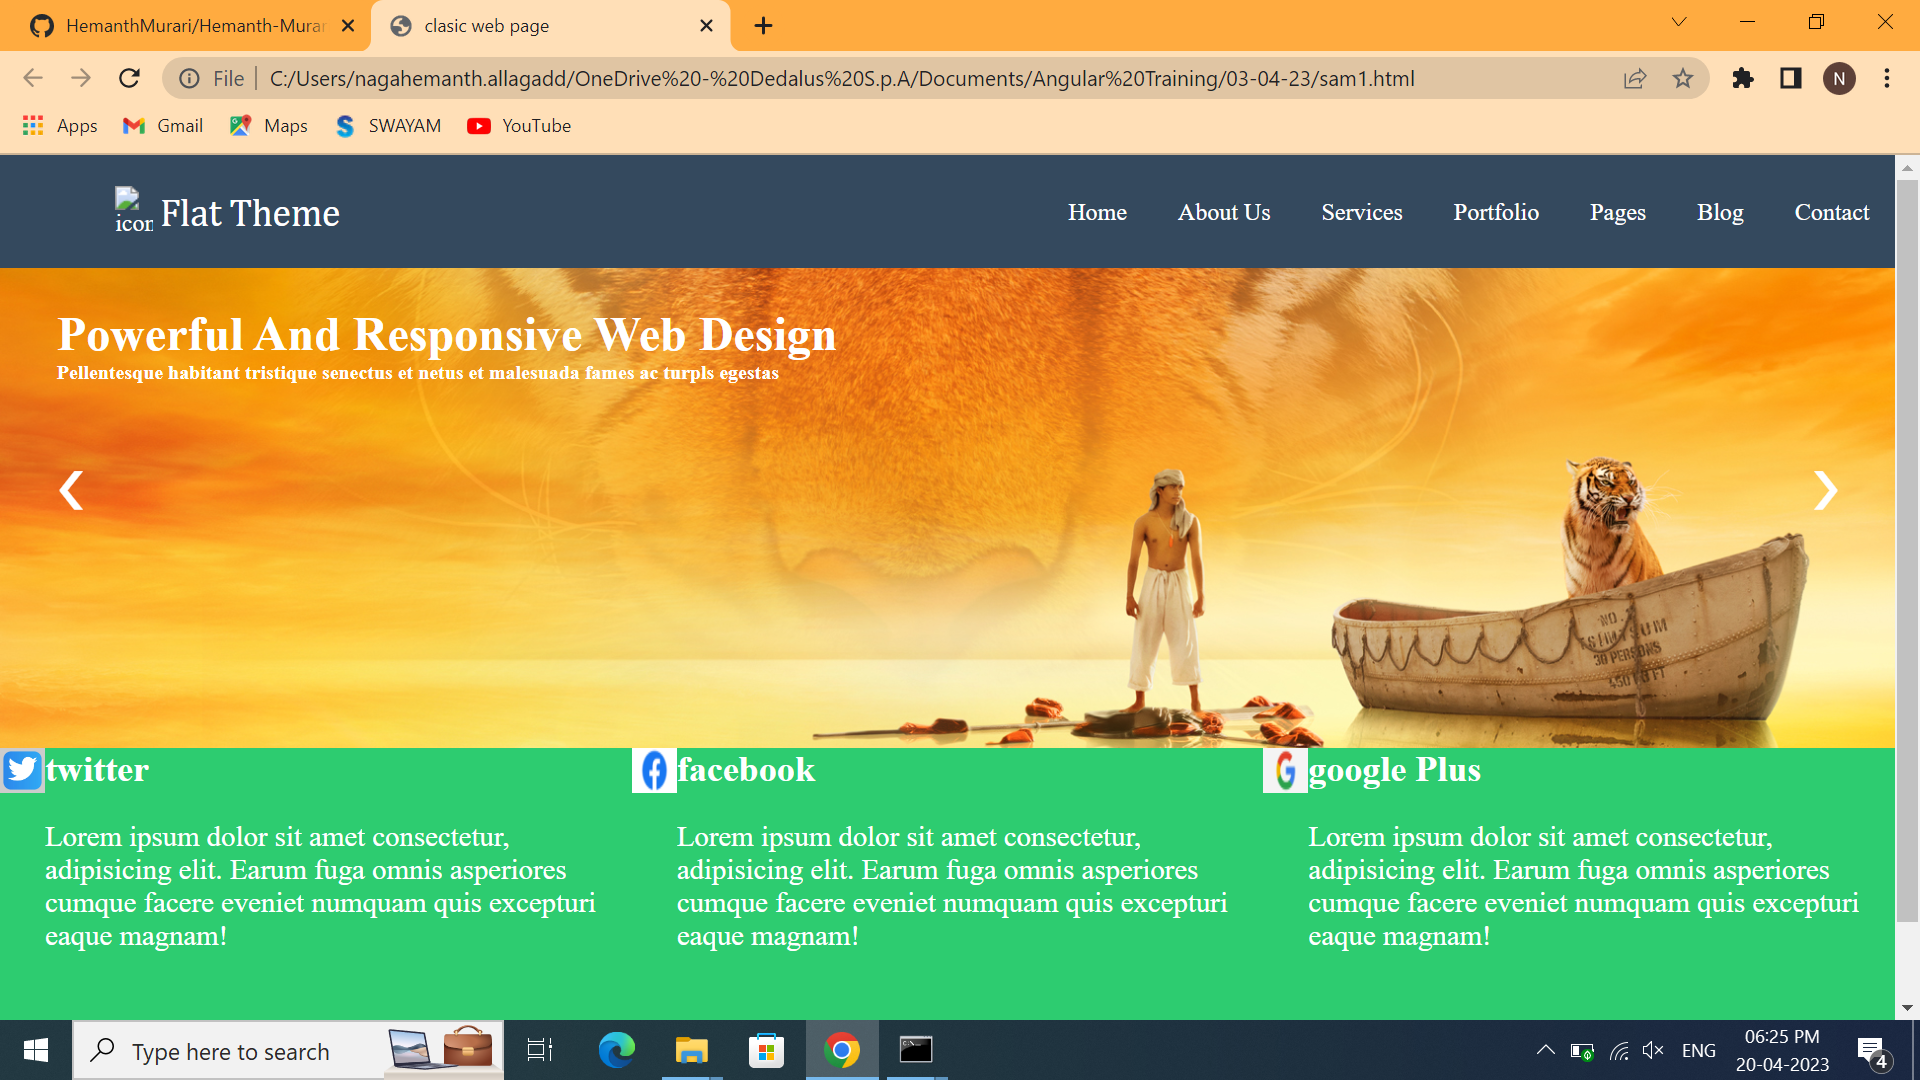 HemanthMurari/Hemanth-Murar
clasic web page
File
C:/Users/nagahemanth.allagadd/OneDrive%20-%20Dedalus%20S.p.A/Documents/Angular%20Training/03-04-23/sam1.html
N
Apps
Gmail
Maps
SWAYAM
YouTube
icon
Flat Theme
Home
About Us
Services
Portfolio
Pages
Blog
Contact
Powerful And Responsive Web Design
Pellentesque habitant tristique senectus et netus et malesuada fames ac turpls egestas
NO.
30 PERSONS
twitter
Lorem ipsum dolor sit amet consectetur,
adipisicing elit. Earum fuga omnis asperiores
cumque facere eveniet numquam quis excepturi
eaque magnam!
facebook
Lorem ipsum dolor sit amet consectetur,
adipisicing elit. Earum fuga omnis asperiores
cumque facere eveniet numquam quis excepturi
eaque magnam!
google Plus
Lorem ipsum dolor sit amet consectetur,
adipisicing elit. Earum fuga omnis asperiores
cumque facere eveniet numquam quis excepturi
eaque magnam!
Type here to search
ENG
06:25 PM
20-04-2023
4